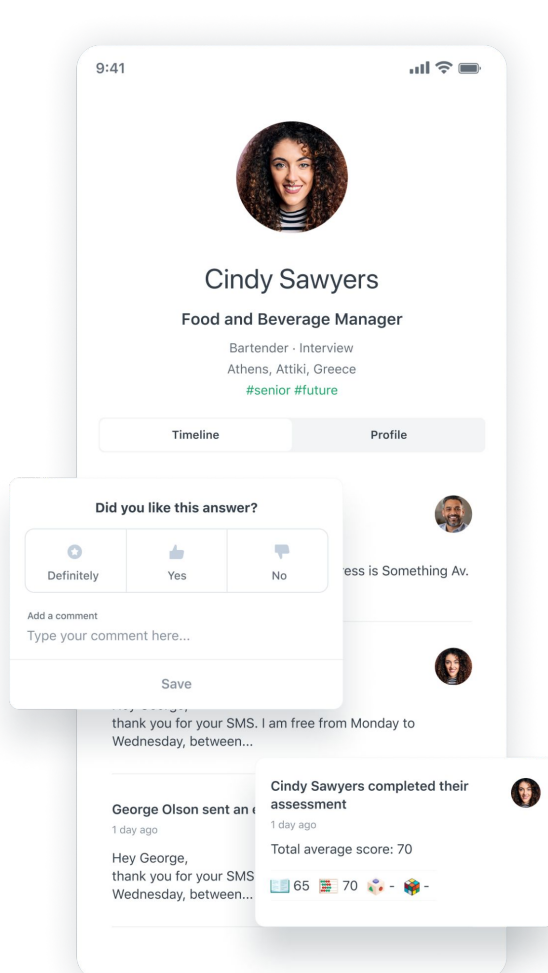 9:41
Cindy Sawyers
Food and Beverage Manager
Bartender · Interview
Athens, Attiki, Greece
#senior #future
Timeline
Profile
Did you like this answer?
Definitely
Yes
No
Add a comment
Type your comment here...
Save
is Something Av.
thank you for your SMS. I am free from Monday to
Wednesday, between...
George Olson sent an
1 day ago
Hey George,
thank you for your SMS
Wednesday, between...
Cindy Sawyers completed their
assessment
1 day ago
Total average score: 70
65 70 - -